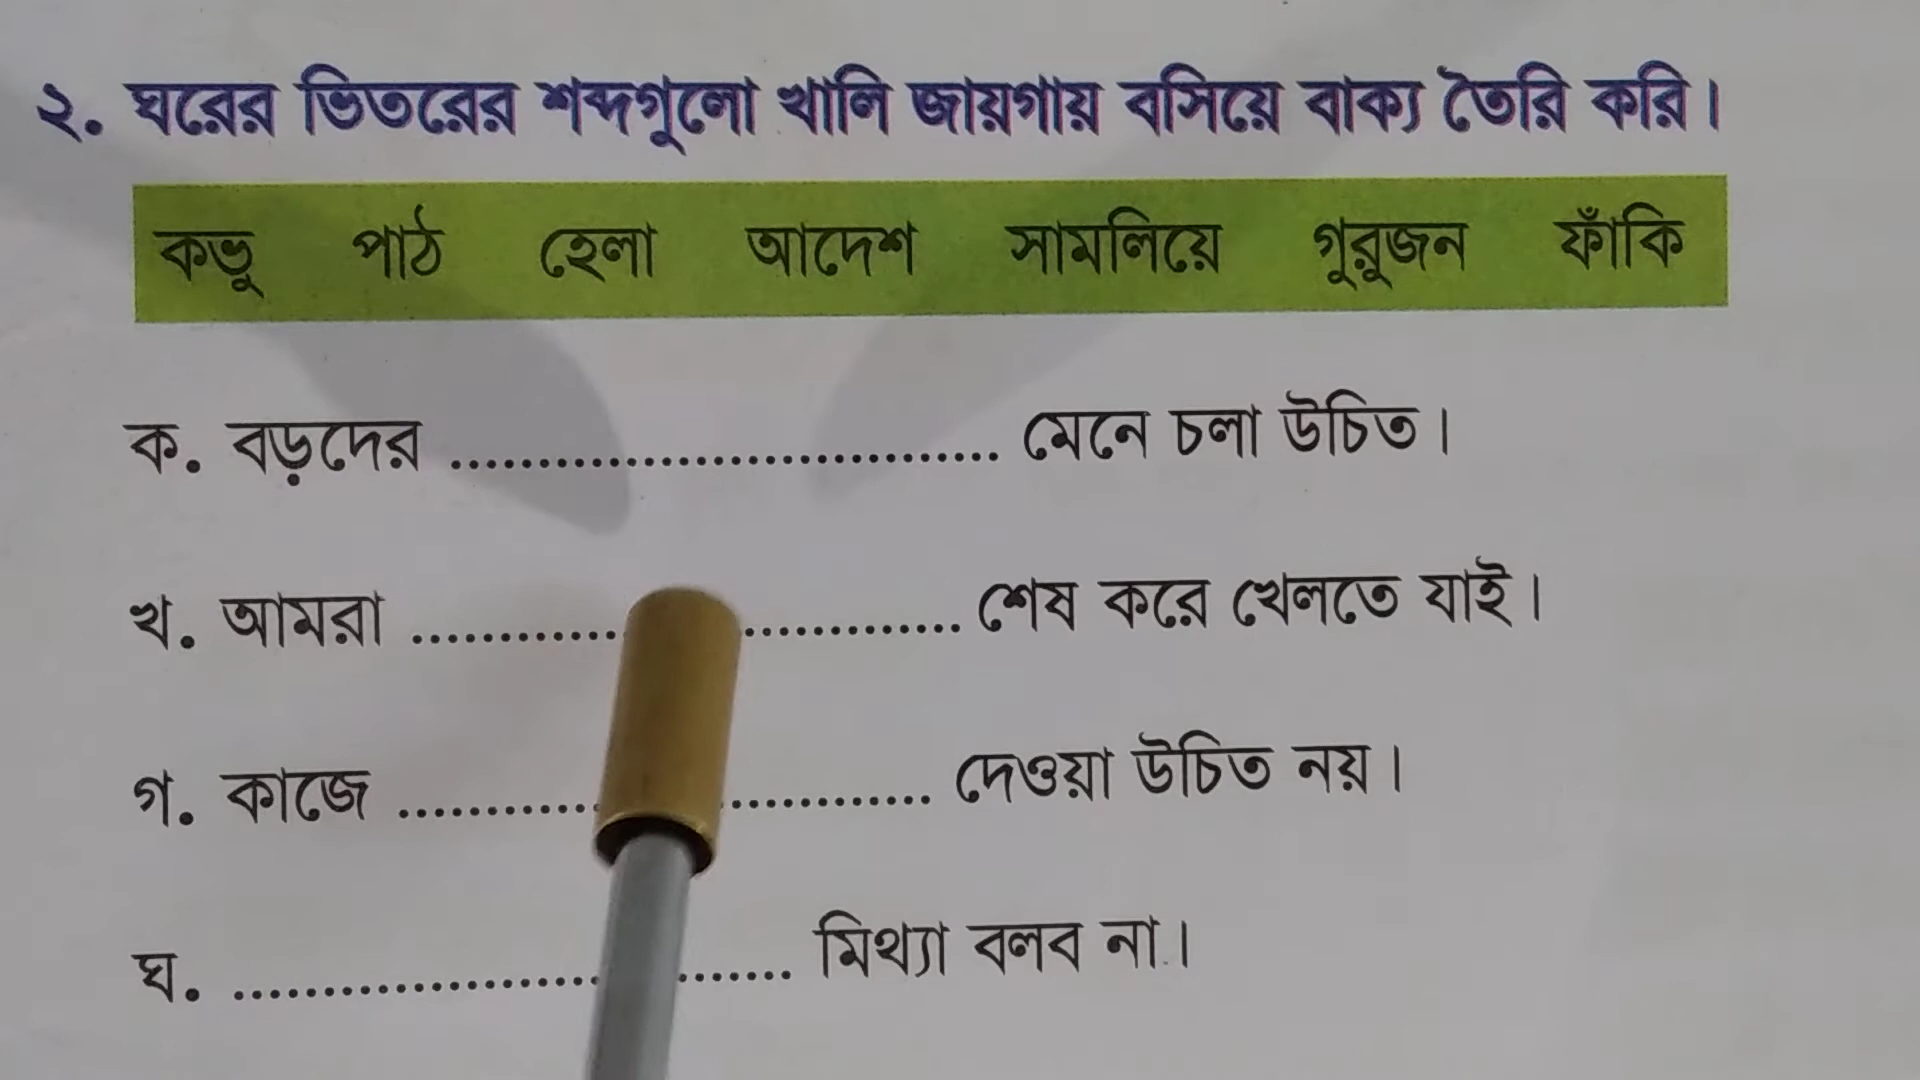 ২. ঘরের ভিতরের শব্দগুলো খালি জায়গায় বসিয়ে বাক্য তৈরি করি।
কভু পাঠ হেলা আদেশ সামলিয়ে গুরুজন ফাঁকি
ক. বড়দের .................................. মেনে চলা উচিত।
খ. আমরা .................................. শেষ করে খেলতে যাই।
গ. কাজে .................................. দেওয়া উচিত নয়।
ঘ. .................................. মিথ্যা বলব না।